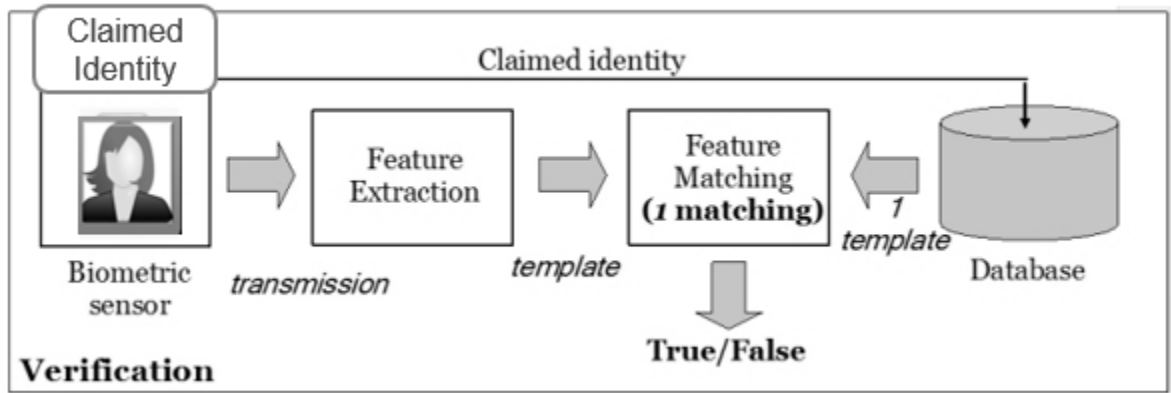 Claimed
Identity
Claimed identity
Feature
Extraction
Feature
Matching
(1 matching)
1
template
Biometric
sensor
transmission
template
Database
True/False
Verification